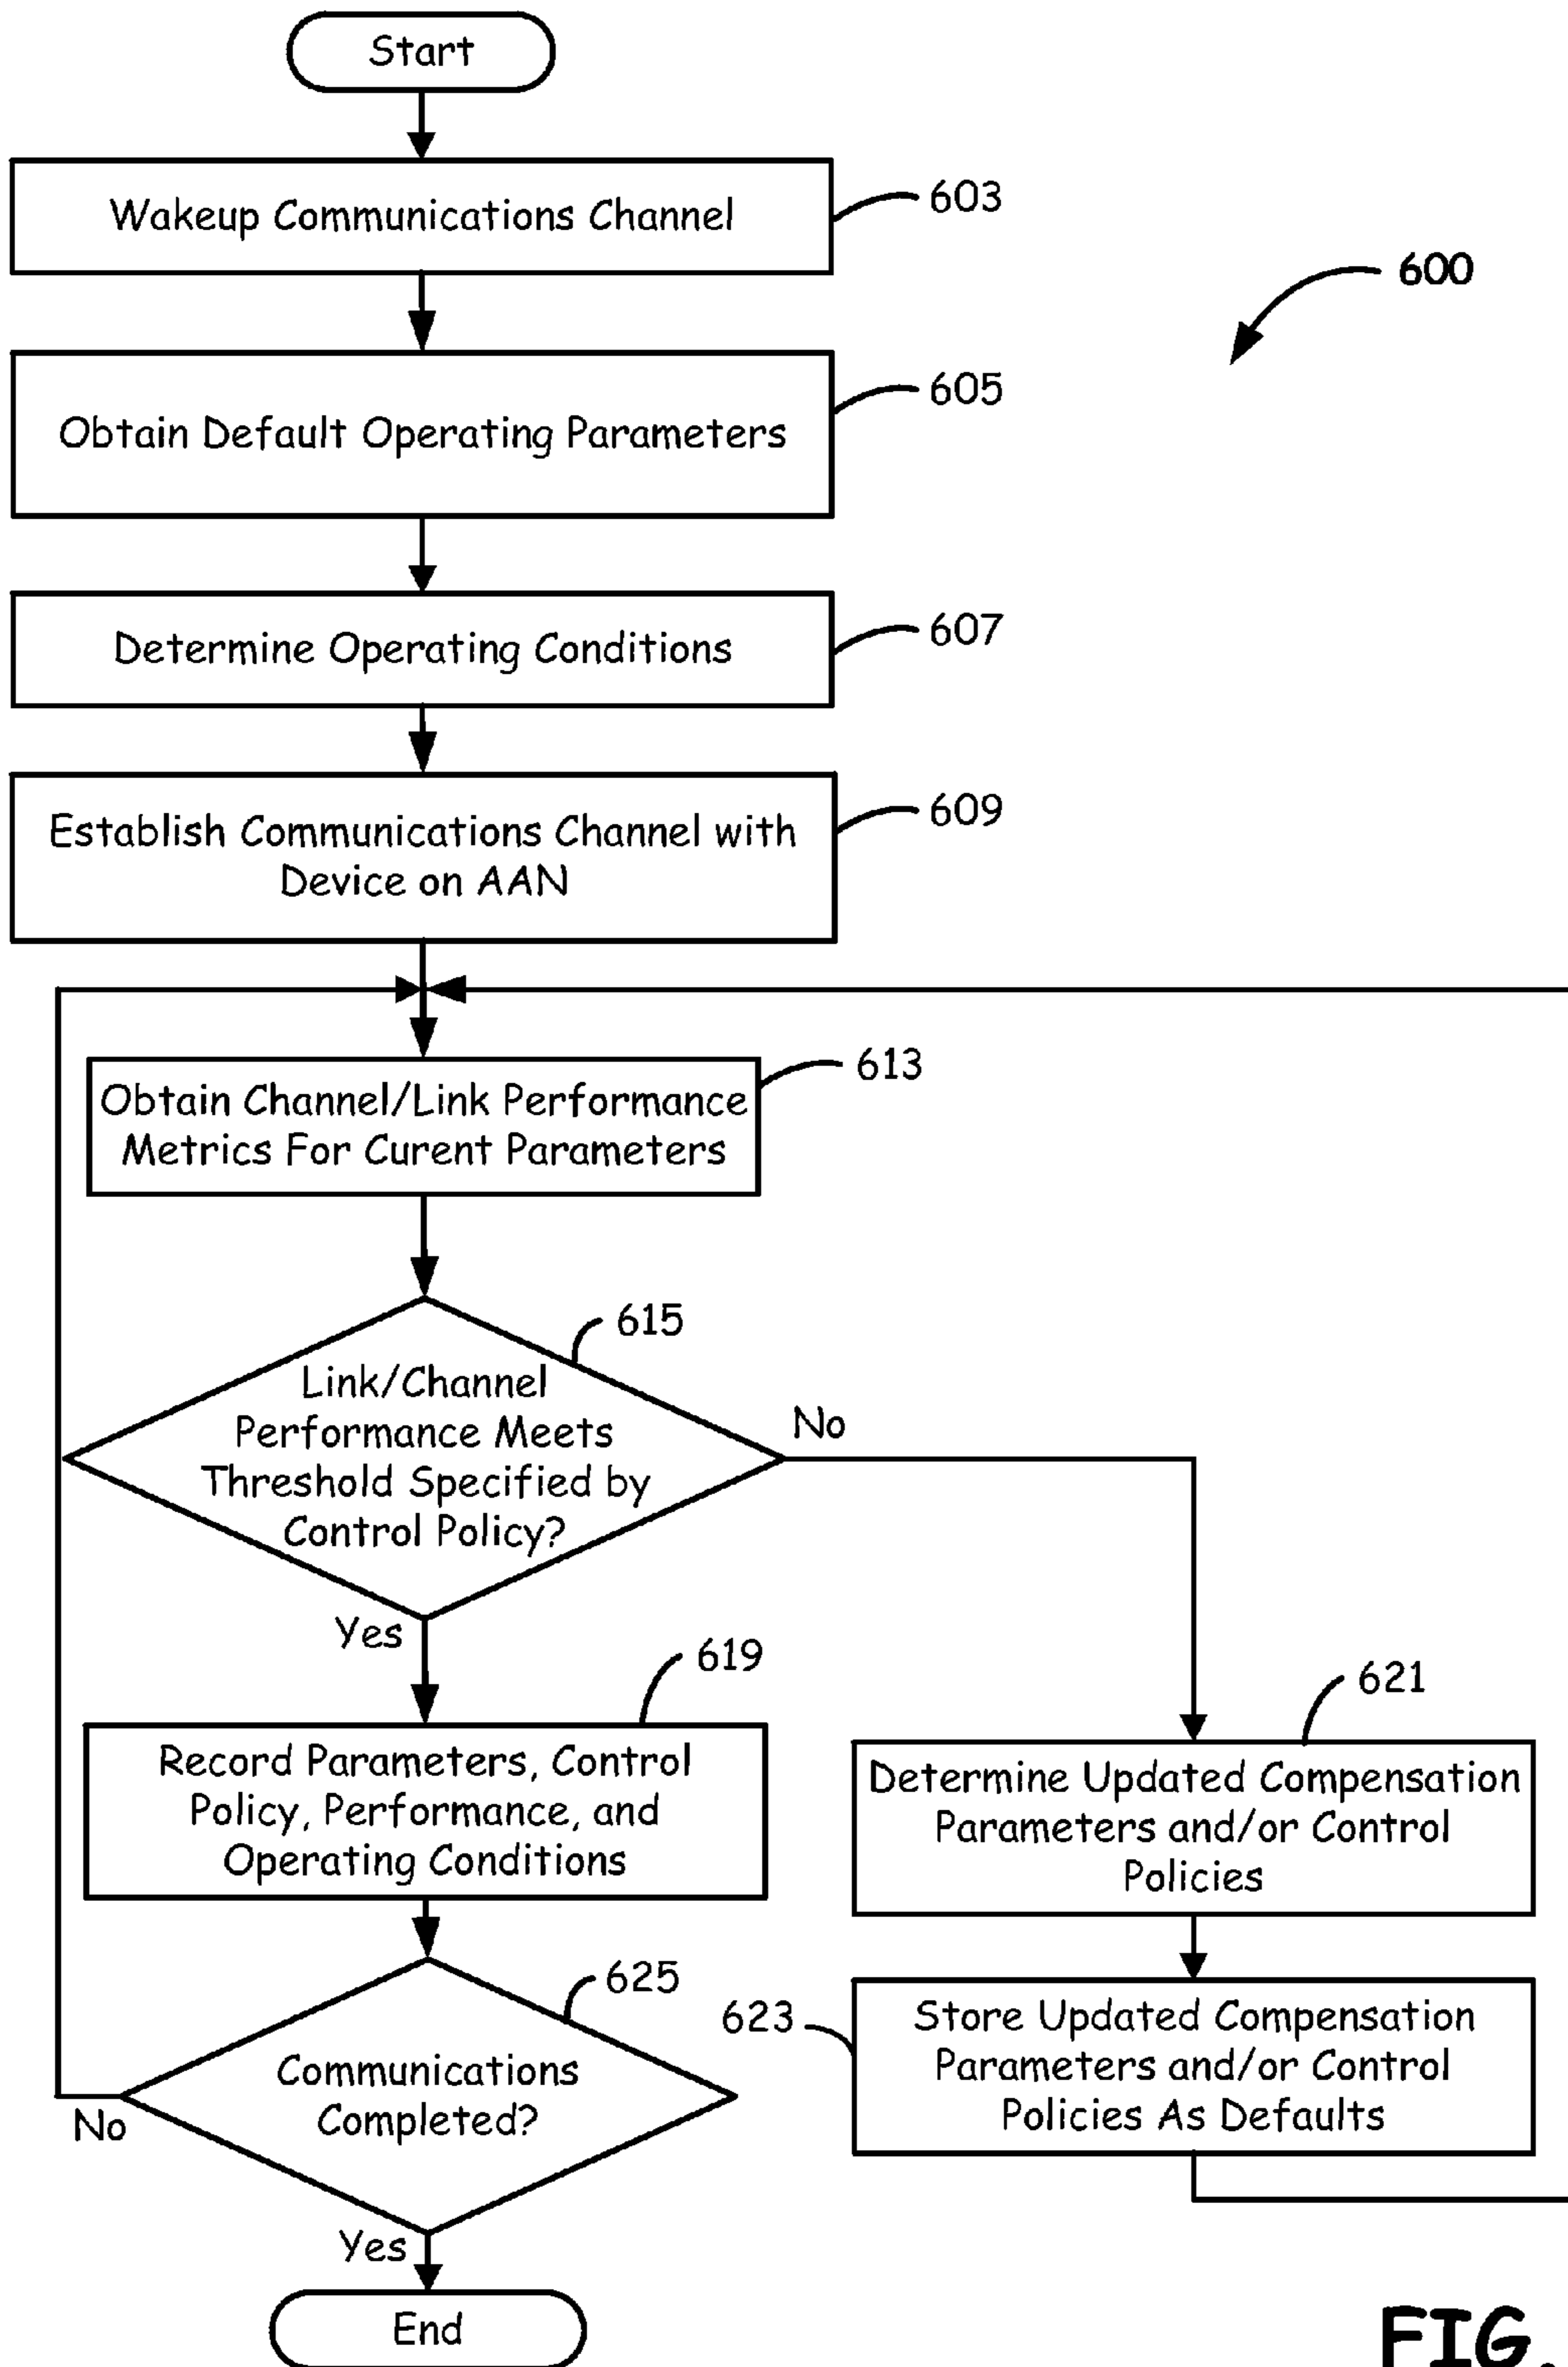 Start
Wakeup Communications Channel
603
600
Obtain Default Operating Parameters
605
Determine Operating Conditions
607
Establish Communications Channel with
Device on AAN
609
Obtain Channel/Link Performance
Metrics For Curent Parameters
613
615
Link/Channel
Performance Meets
Threshold Specified by
Control Policy?
No
Yes
619
Record Parameters, Control
Policy, Performance, and
Operating Conditions
621
Determine Updated Compensation
Parameters and/or Control
Policies
625
Communications
Completed?
No
Yes
623
Store Updated Compensation
Parameters and/or Control
Policies As Defaults
End
FIG.